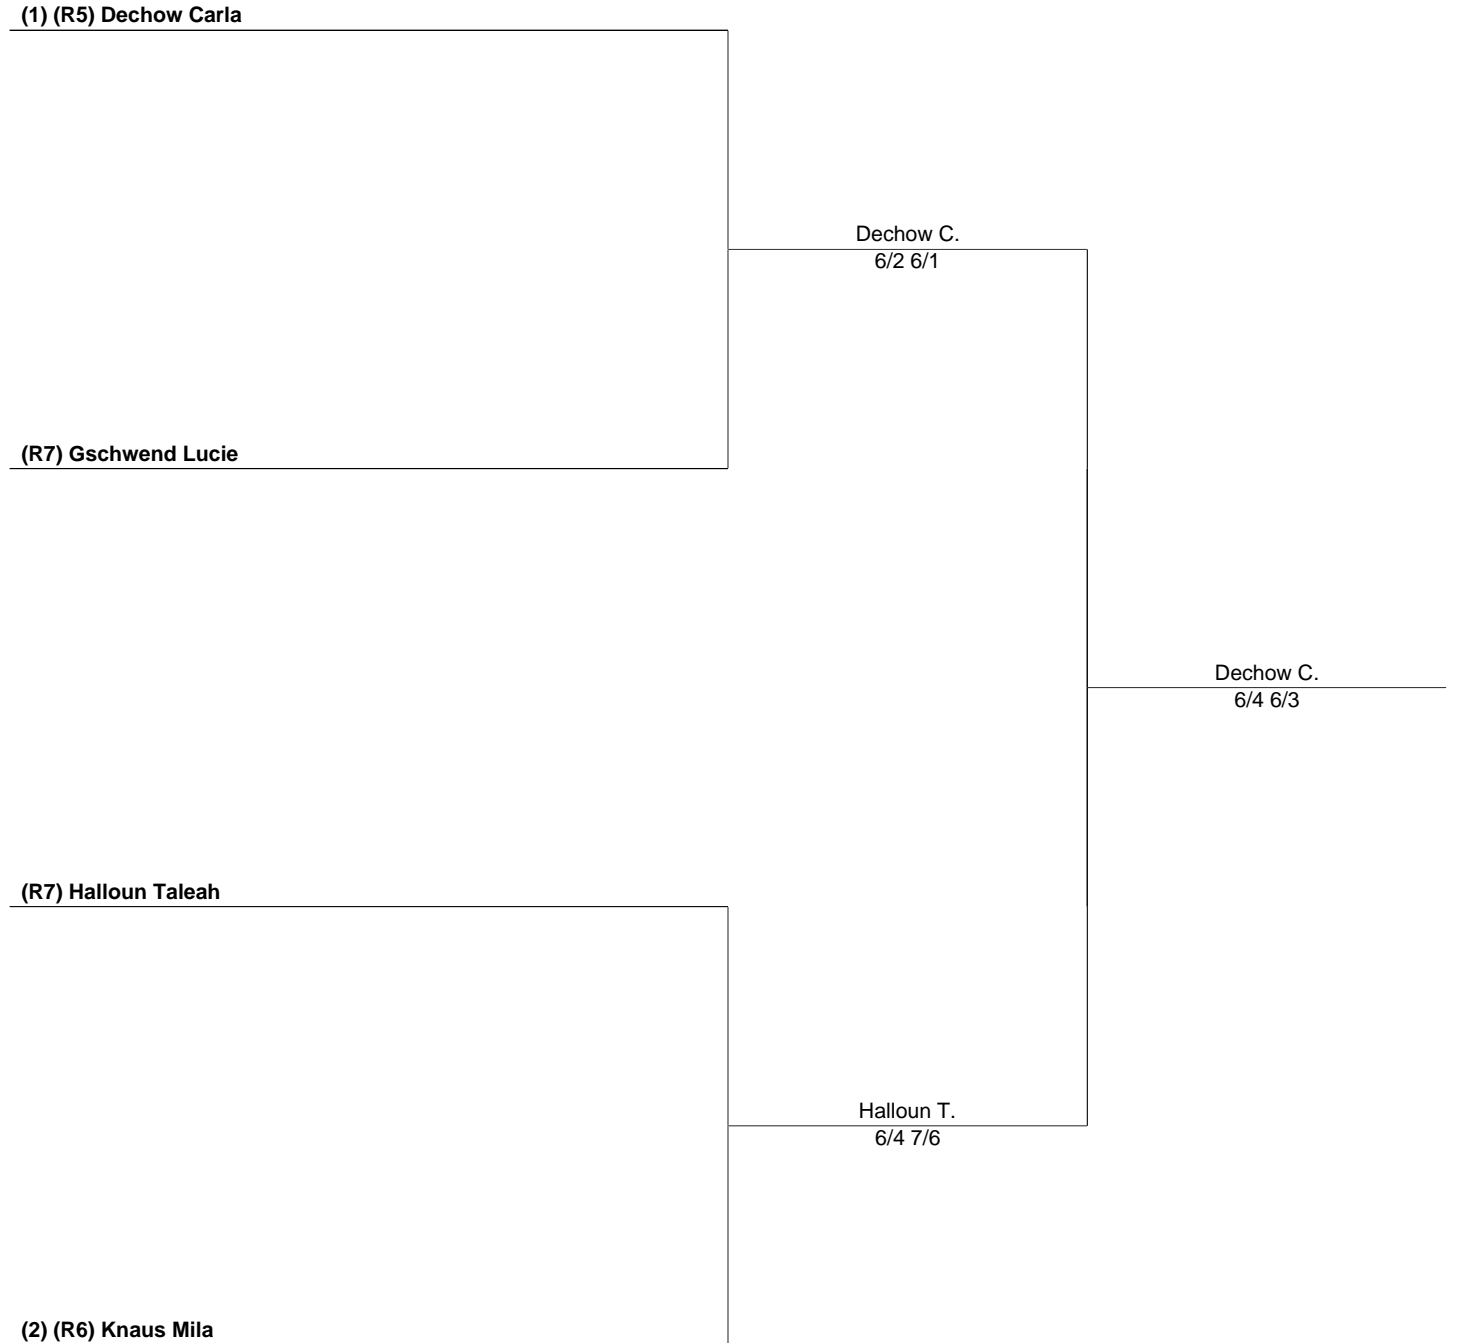 (1) (R5) Dechow Carla
Dechow C.
6/2 6/1
(R7) Gschwend Lucie
Dechow C.
6/4 6/3
(R7) Halloun Taleah
Halloun T.
6/4 7/6
(2) (R6) Knaus Mila